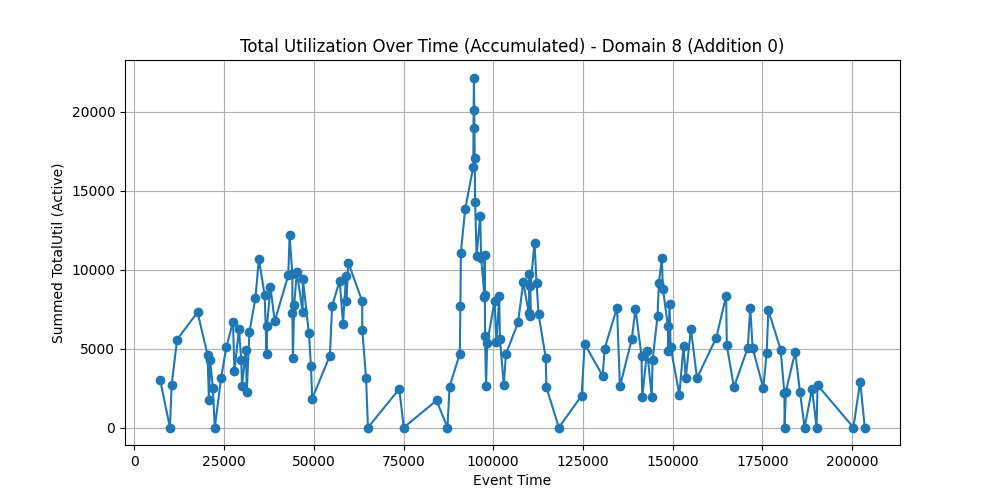 Total Utilization Over Time (Accumulated) - Domain 8 (Addition 0)
Summed TotalUtil (Active)
20000
15000
10000
5000
0
0 25000 50000 75000 100000 125000 150000 175000 200000
Event Time